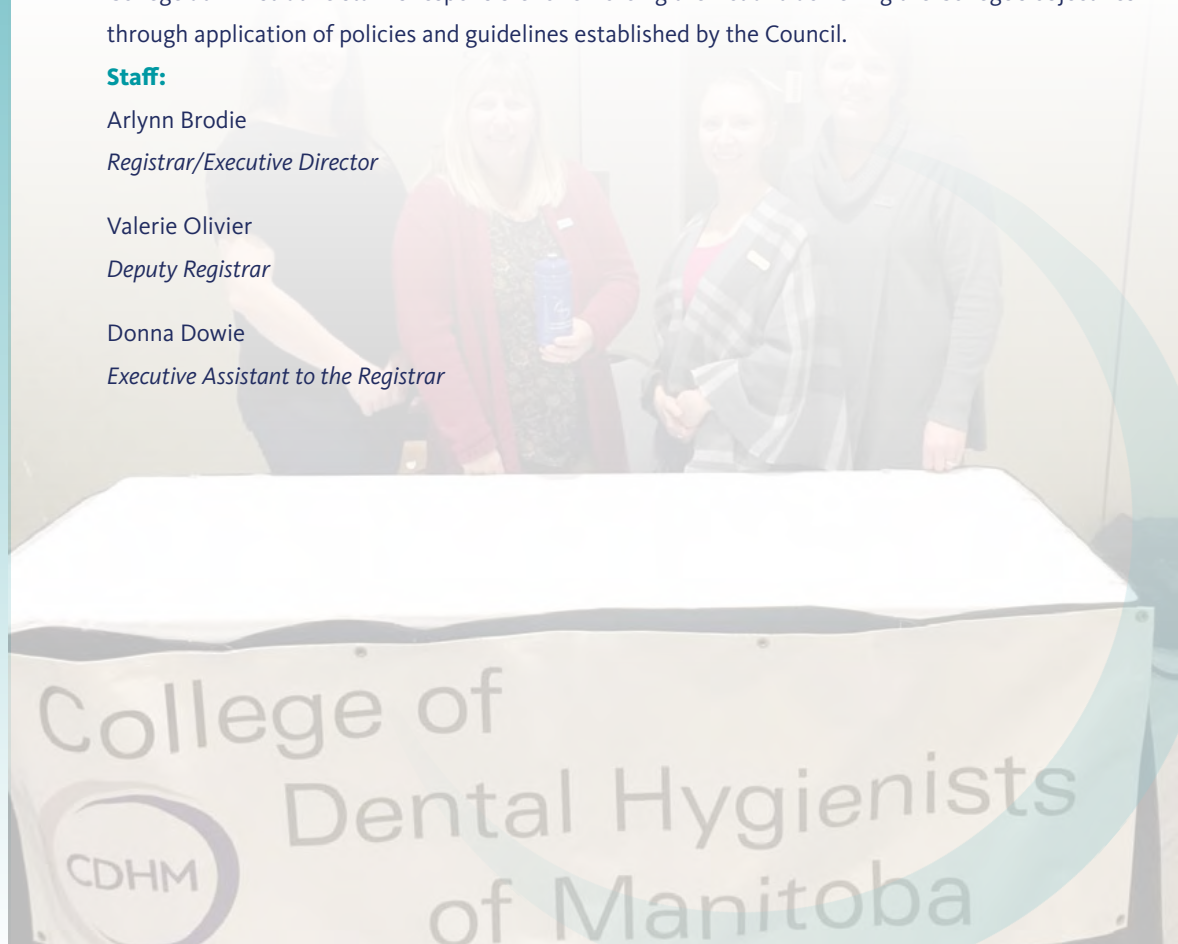 through application of policies and guidelines established by the Council.
Staff:
Arlynn Brodie
Registrar/Executive Director
Valerie Olivier
Deputy Registrar
Donna Dowie
Executive Assistant to the Registrar
College of
Dental Hygienists
CDHM
of Manitoba